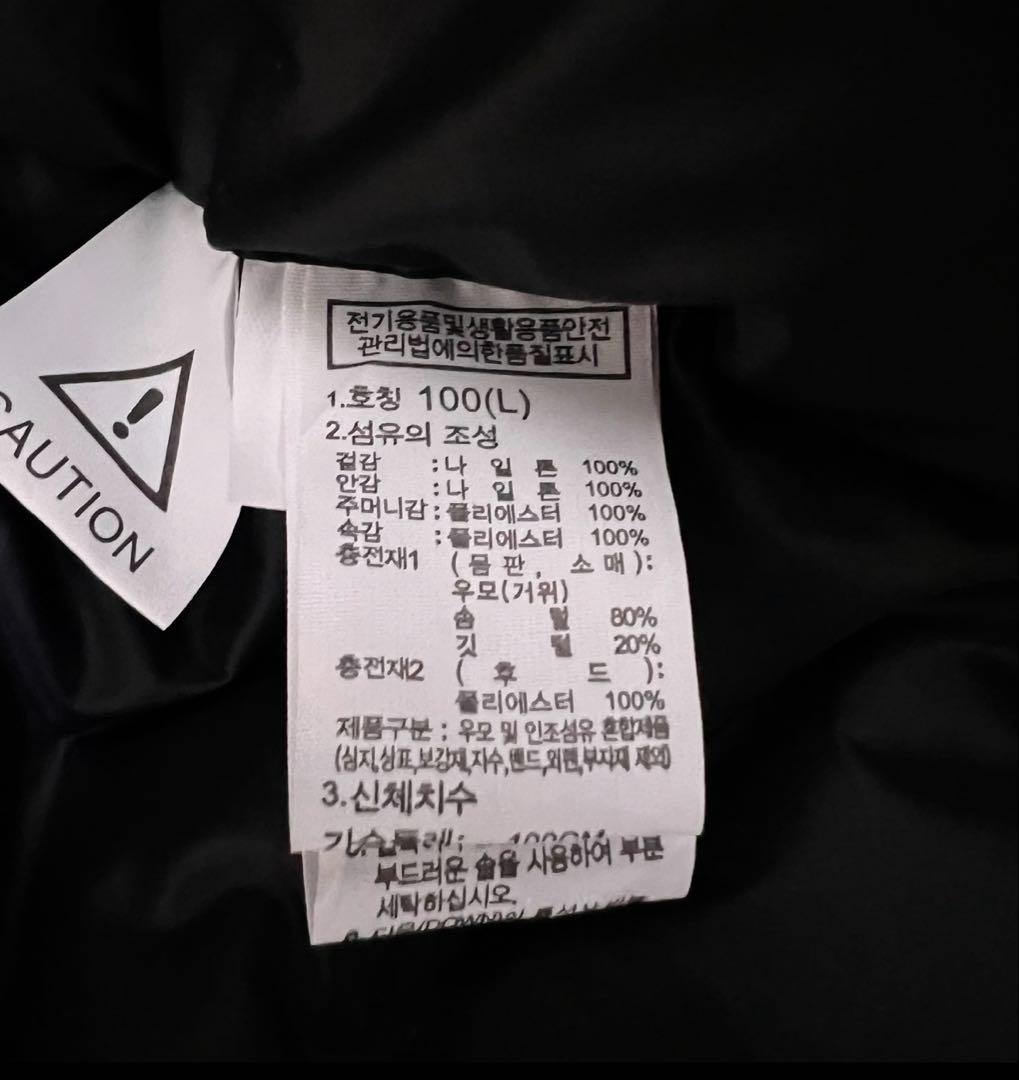 CAUTION
전기용품및생활용품안전
관리법에의한품질표시
1.호칭 100(L)
2.섬유의 조성
겉감 :나 일 론 100%
안감 :나 일 론 100%
주머니감:폴리에스터 100%
속감 :폴리에스터 100%
충전재1 (몸 판, 소 매):
우모(거위)
솜 털 80%
깃 털 20%
충전재2 ( 후 드 ):
폴리에스터 100%
제품구분 : 우모 및 인조섬유 혼합제품
(심지,상표,보강재,자수,밴드,외펜,부자재 제외)
3.신체치수
가슴둘레: 100CM
부드러운 솔을 사용하여 부분
세탁하십시오.